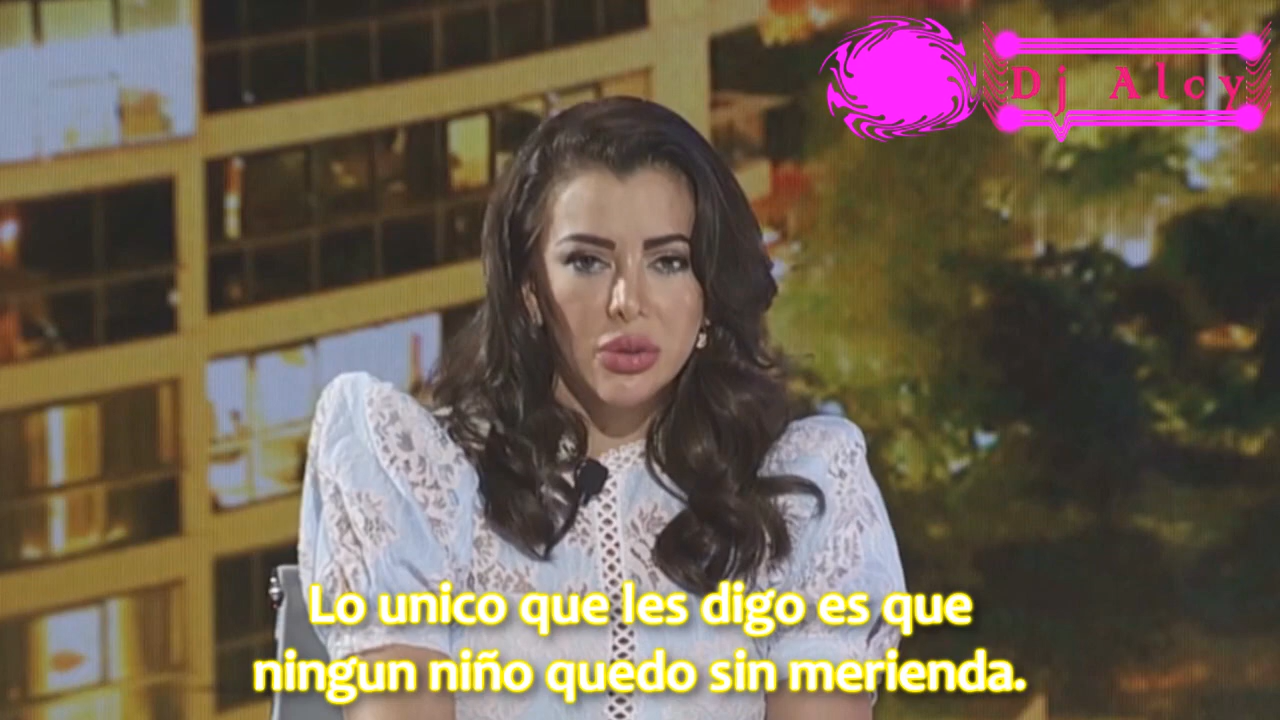 Dj Alcy
Lo unico que les digo es que
ningun niño quedo sin merienda.